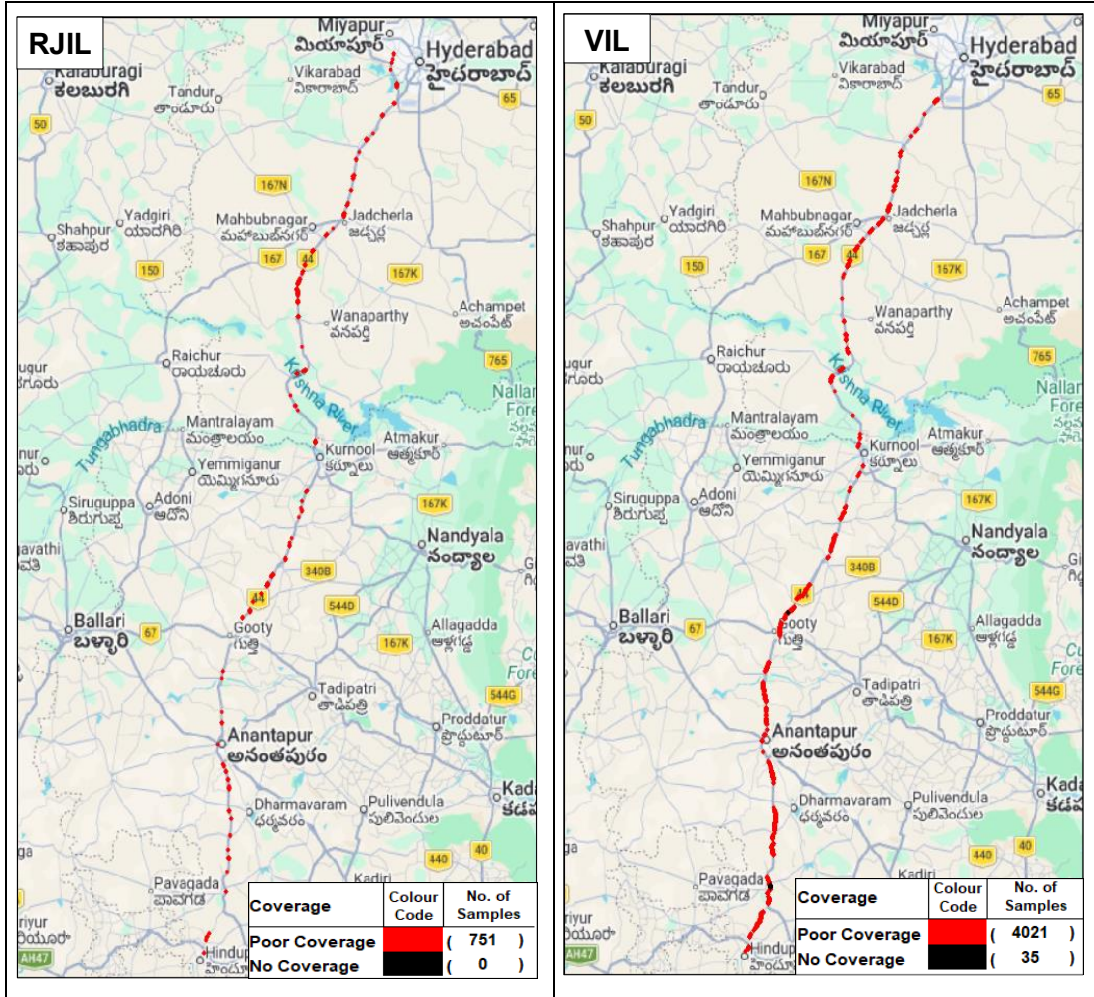 RJIL
Miyapur
మియాపూర్
Hyderabad
హైదరాబాద్
Kalaburagi
ಕಲಬುರಗಿ
Vikarabad
వికారాబాద్
Tandur
తాండూరు
65
50
167N
Mahbubnagar
మహబూబ్‌నగర్
Jadcherla
జడ్చర్ల
Yadgiri
ಯಾದಗಿರಿ
Shahpur
ಶಹಾಪುರ
150
167
44
167K
Wanaparthy
వనపర్తి
Achampet
అచంపేట్
Raichur
ರಾಯಚೂರು
765
Krishna River
Tungabhadra
Mantralayam
మంత్రాలయం
Kurnool
కర్నూలు
Atmakur
ఆత్మకూర్
Yemmiganur
యెమ్మిగనూరు
Siruguppa
ಸಿರುಗುಪ್ಪ
Adoni
ఆదోని
167K
Nandyala
నంద్యాల
340B
44
544D
Ballari
ಬಳ್ಳಾರಿ
67
Gooty
గుత్తి
Allagadda
ఆళ్లగడ్డ
167K
Tadipatri
తాడిపత్రి
544G
Proddatur
ప్రొద్దుటూర్
Anantapur
అనంతపురం
Dharmavaram
ధర్మవరం
Pulivendula
పులివెందుల
40
440
Kadiri
Pavagada
ಪಾವಗಡ
AH47
Coverage
Colour Code
No. of Samples
Poor Coverage ( 751 )
No Coverage ( 0 )
VIL
Miyapur
మియాపూర్
Hyderabad
హైదరాబాద్
Kalaburagi
ಕಲಬುರಗಿ
Vikarabad
వికారాబాద్
Tandur
తాండూరు
65
50
167N
Mahbubnagar
మహబూబ్‌నగర్
Jadcherla
జడ్చర్ల
Yadgiri
ಯಾದಗಿರಿ
Shahpur
ಶಹಾಪುರ
150
167
44
167K
Wanaparthy
వనపర్తి
Achampet
అచంపేట్
Raichur
ರಾಯಚೂರು
765
Krishna River
Tungabhadra
Mantralayam
మంత్రాలయం
Kurnool
కర్నూలు
Atmakur
ఆత్మకూర్
Yemmiganur
యెమ్మిగనూరు
Siruguppa
ಸಿರುಗುಪ್ಪ
Adoni
ఆదోని
167K
Nandyala
నంద్యాల
340B
544D
Ballari
ಬಳ್ಳಾರಿ
67
Gooty
గుత్తి
Allagadda
ఆళ్లగడ్డ
167K
Tadipatri
తాడిపత్రి
544G
Proddatur
ప్రొద్దుటూర్
Anantapur
అనంతపురం
Dharmavaram
ధర్మవరం
Pulivendula
పులివెందుల
40
440
Kadiri
Pavagada
ಪಾವಗಡ
AH47
Coverage
Colour Code
No. of Samples
Poor Coverage ( 4021 )
No Coverage ( 35 )